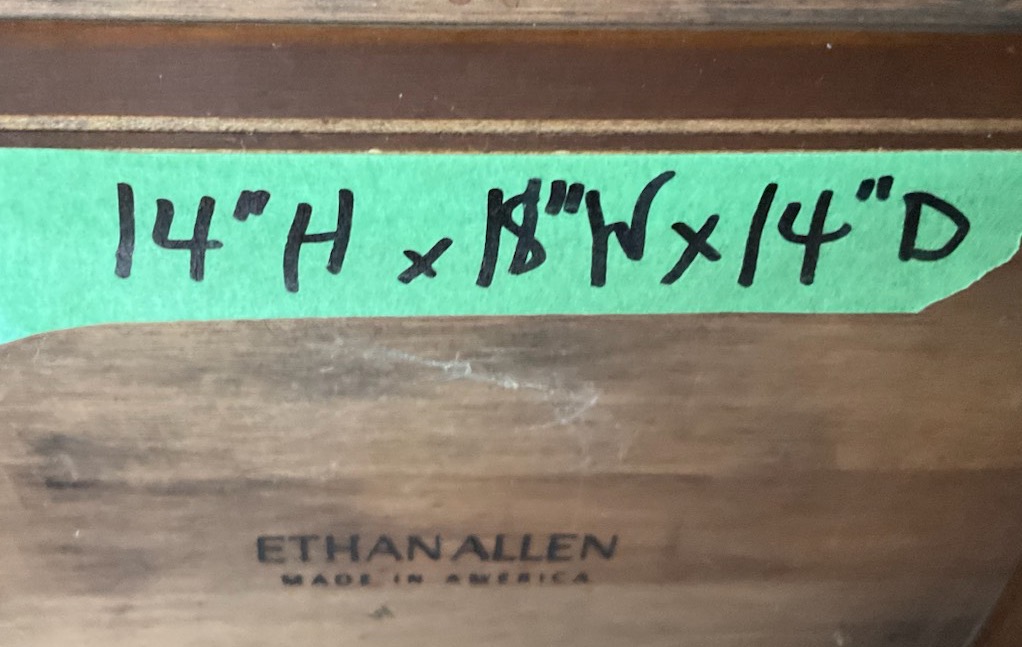 14" H x 18" W x 14" D
ETHAN ALLEN
MADE IN AMERICA